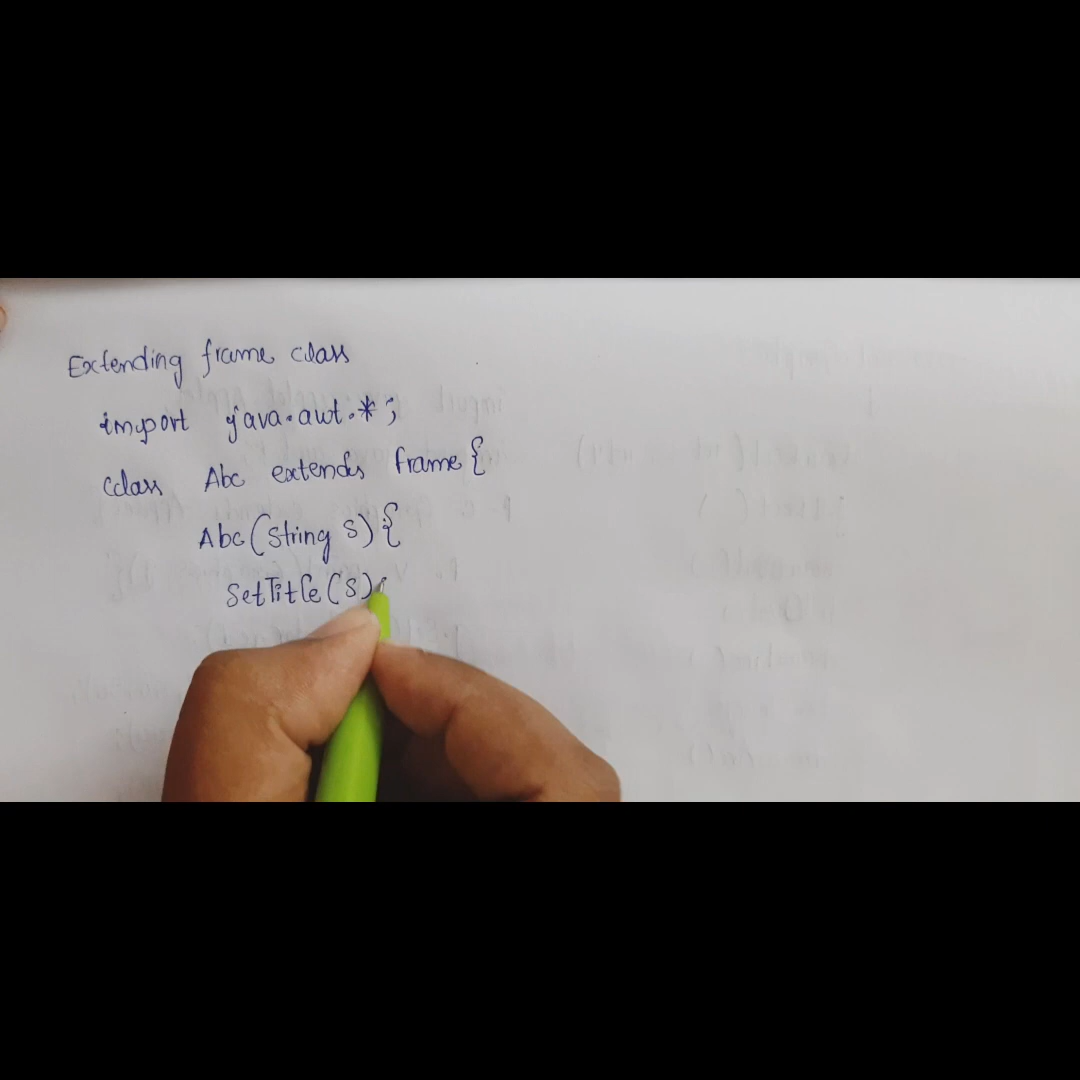 Extending frame class
import java.awt.*;
class Abc extends frame{
Abc(string s){
SetTitle(S);